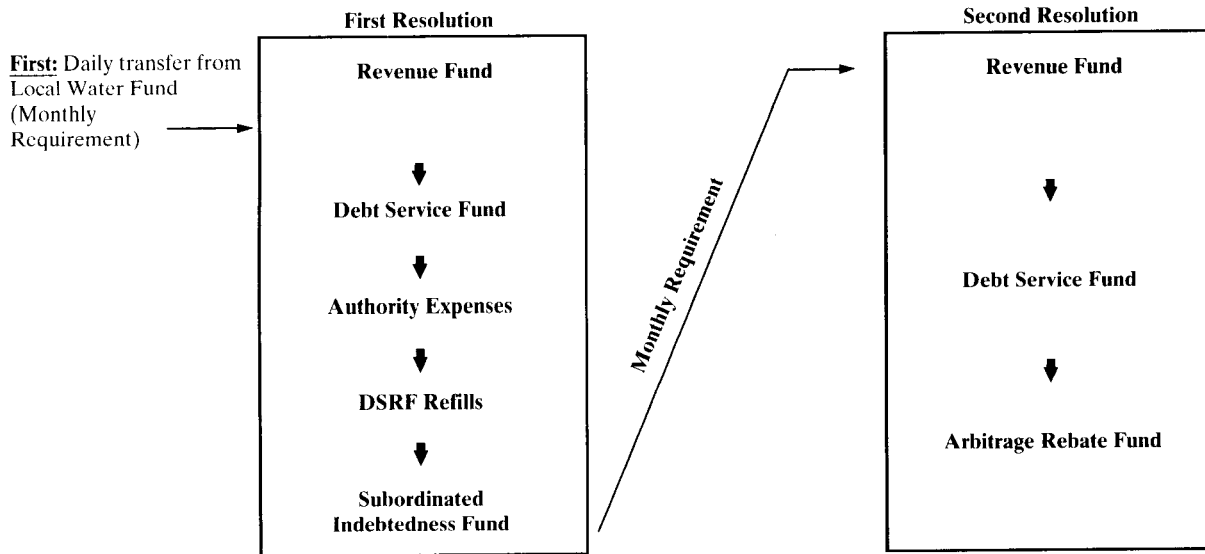 First Resolution
First: Daily transfer from
Local Water Fund
(Monthly
Requirement)
Revenue Fund
Debt Service Fund
Authority Expenses
DSRF Refills
Subordinated
Indebtedness Fund
Monthly Requirement
Second Resolution
Revenue Fund
Debt Service Fund
Arbitrage Rebate Fund